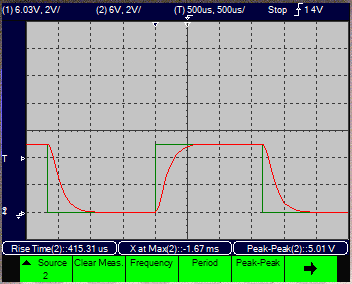 (1) 6.03V, 2V/ (2) 6V, 2V/ (T) 500us, 500us/ Stop 1.4V
T
2
Rise Time(2)::415.31 us X at Max(2)::-1.67 ms Peak-Peak(2)::5.01 V
Source Clear Meas. Frequency Period Peak-Peak
2